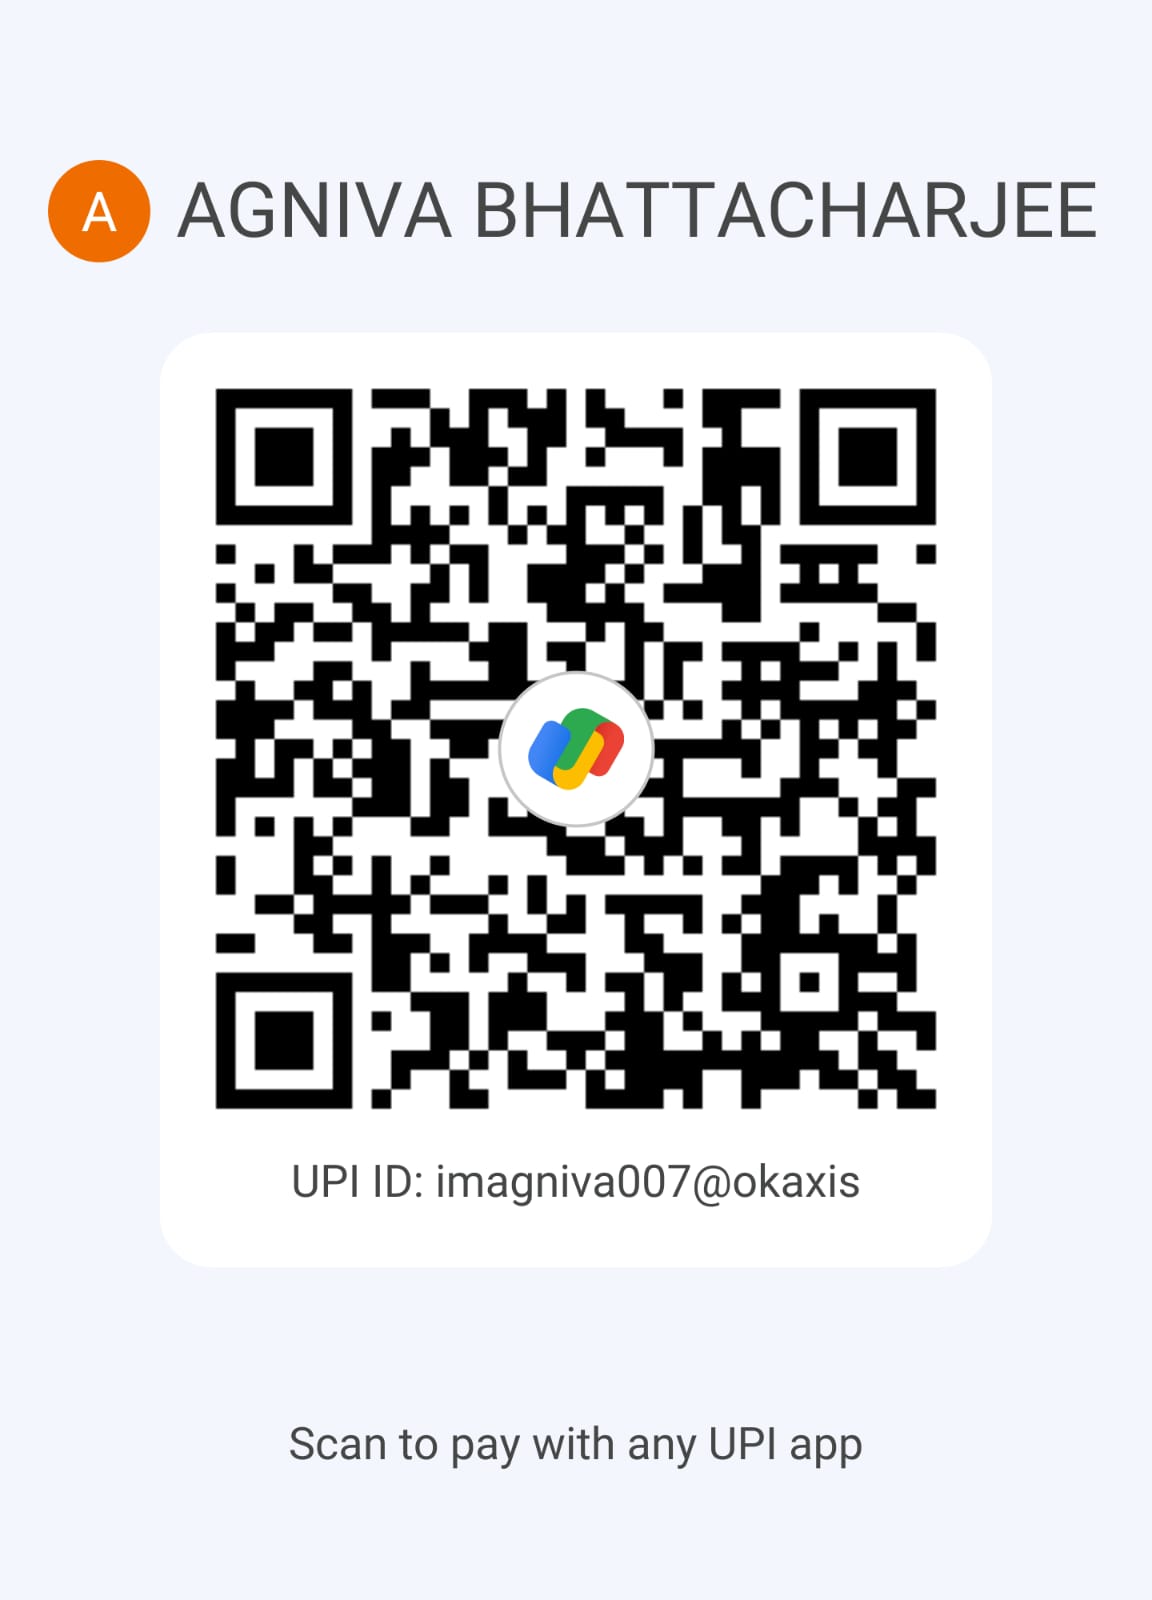 A AGNIVA BHATTACHARJEE
UPI ID: imagniva007@okaxis
Scan to pay with any UPI app